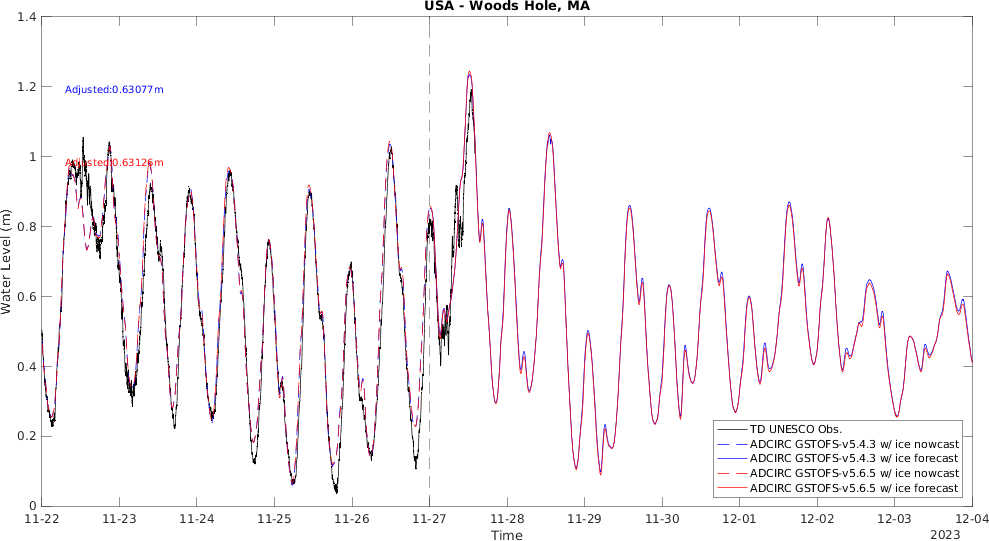 USA - Woods Hole, MA
Water Level (m)
1.4
1.2
1
0.8
0.6
0.4
0.2
0
Adjusted:0.63077m
Adjusted:0.63126m
TD UNESCO Obs.
ADCIRC GSTOFS-v5.4.3 w/ ice nowcast
ADCIRC GSTOFS-v5.4.3 w/ ice forecast
ADCIRC GSTOFS-v5.6.5 w/ ice nowcast
ADCIRC GSTOFS-v5.6.5 w/ ice forecast
11-22 11-23 11-24 11-25 11-26 11-27 11-28 11-29 11-30 12-01 12-02 12-03 12-04
Time
2023